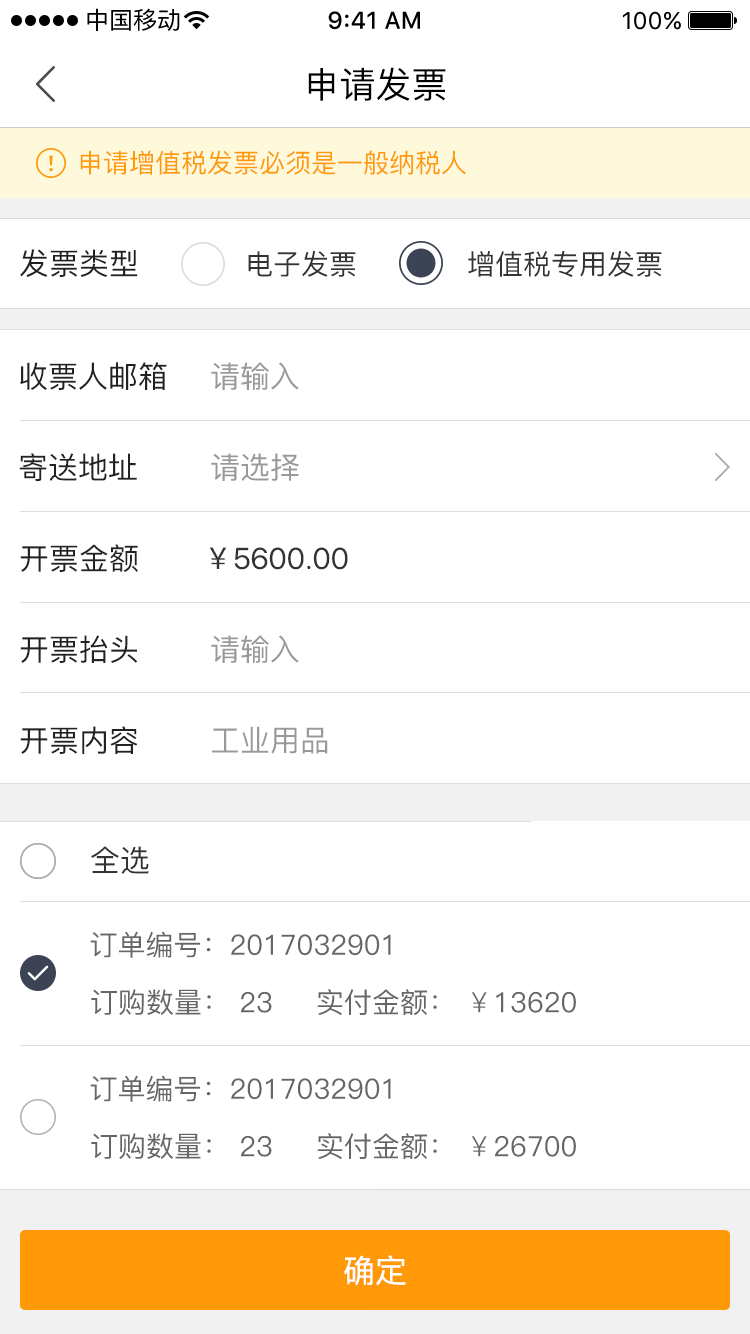 中国移动 9:41 AM 100%
申请发票
申请增值税发票必须是一般纳税人
发票类型 电子发票 增值税专用发票
收票人邮箱 请输入
寄送地址 请选择
开票金额 ￥5600.00
开票抬头 请输入
开票内容 工业用品
全选
订单编号： 2017032901
订购数量： 23 实付金额： ￥13620
订单编号： 2017032901
订购数量： 23 实付金额： ￥26700
确定